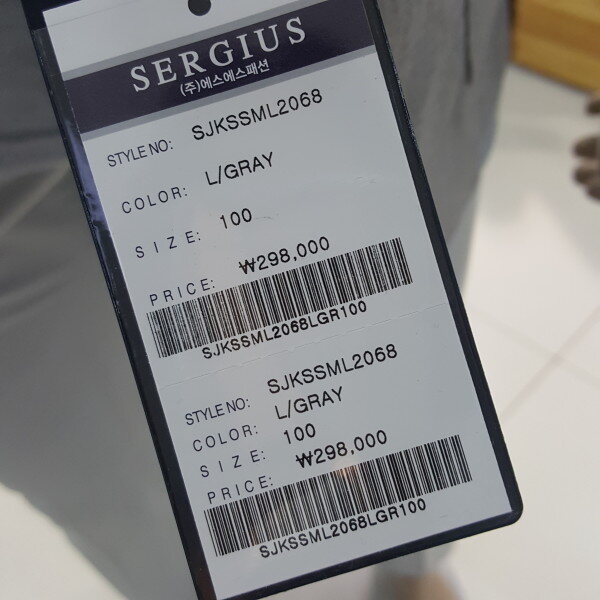 SERGIUS
(주)에스에스패션
STYLE NO: SJKSSML2068
COLOR: L/GRAY
SIZE: 100
PRICE: ₩298,000
SJKSSML2068LGR100
STYLE NO: SJKSSML2068
COLOR: L/GRAY
SIZE: 100
PRICE: ₩298,000
SJKSSML2068LGR100